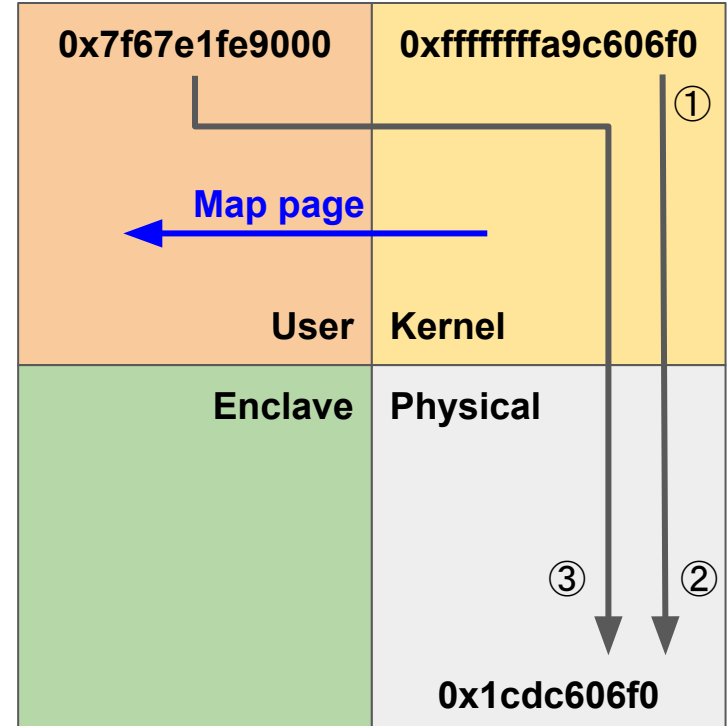 0x7f67e1fe9000
0xffffffffa9c606f0
①
Map page
User
Kernel
Enclave
Physical
③
②
0x1cdc606f0